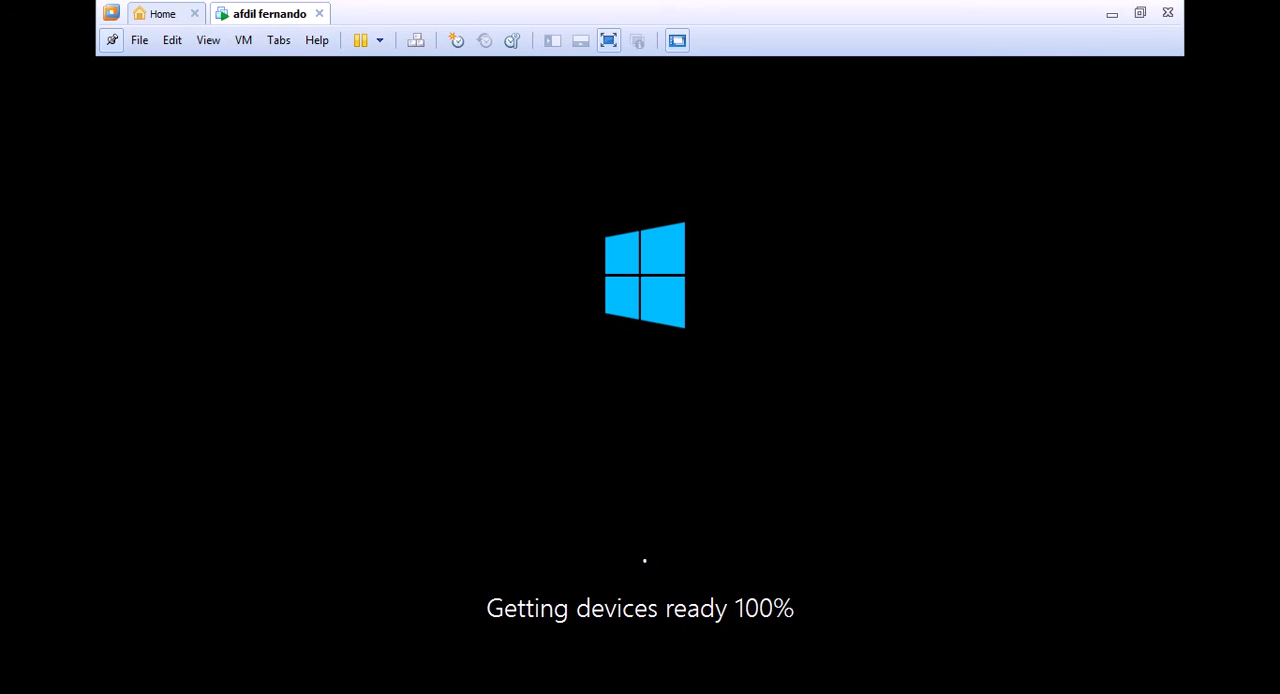 Home
afdil fernando
File Edit View VM Tabs Help
Getting devices ready 100%